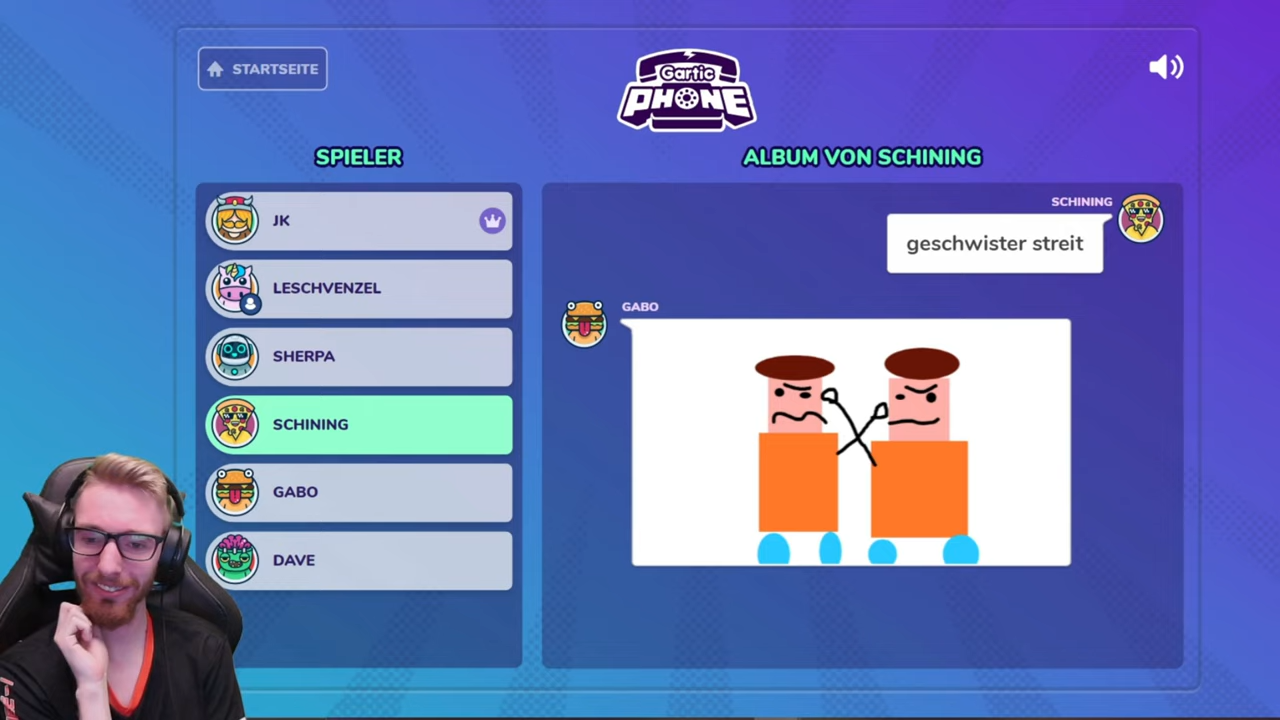 STARTSEITE
Gartic
PHONE
SPIELER
JK
LESCHVENZEL
SHERPA
SCHINING
GABO
DAVE
ALBUM VON SCHINING
SCHINING
geschwister streit
GABO